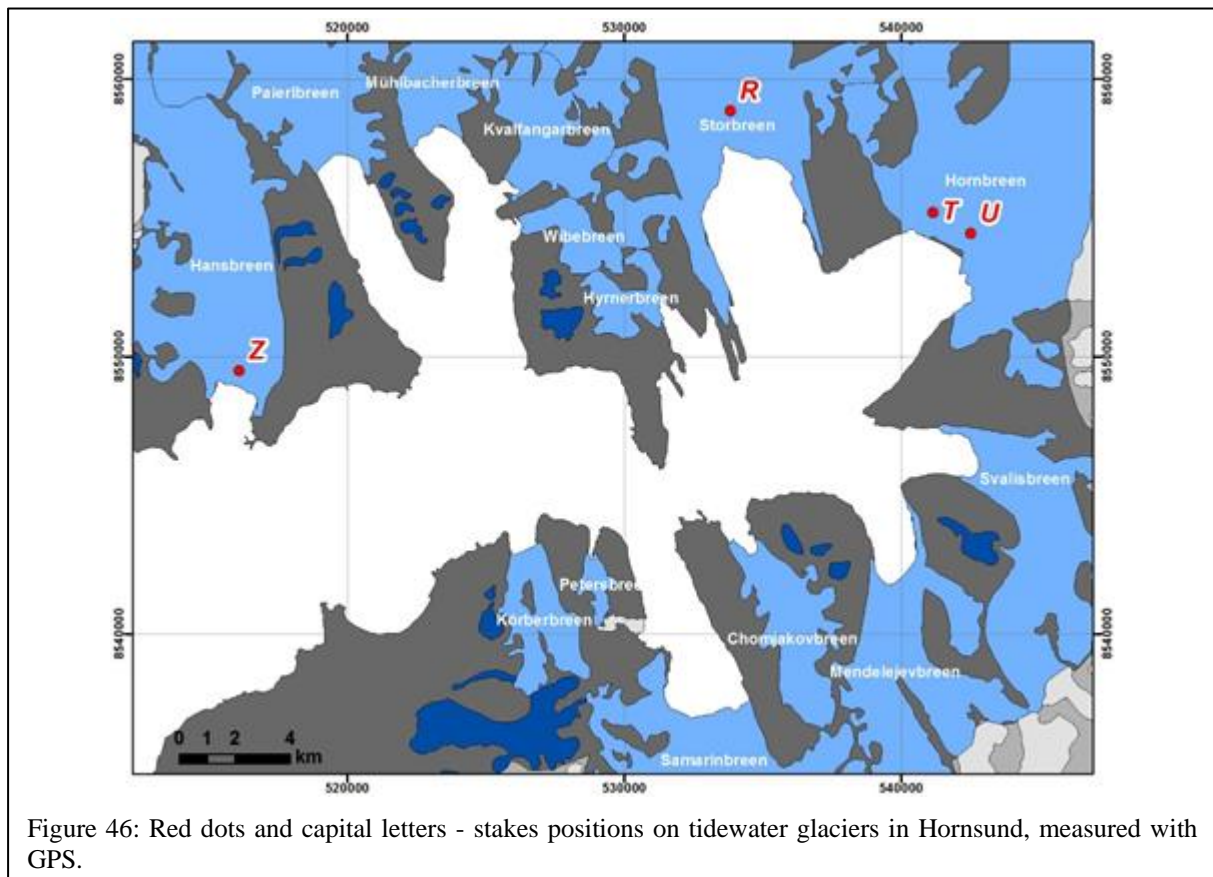 520000 530000 540000
8560000 8560000
Paierlbreen
Mühlbacherbreen
Kvalfangarbreen
R
Storbreen
Hornbreen
T U
Wibebreen
Hansbreen
Hyrnerbreen
Z
8550000 8550000
Svalisbreen
Petersbree
Körberbreen
8540000 8540000
Chomjakovbreen
Mendelejevbreen
Samarinbreen
0 1 2 4
km
520000 530000 540000
Figure 46: Red dots and capital letters - stakes positions on tidewater glaciers in Hornsund, measured with
GPS.